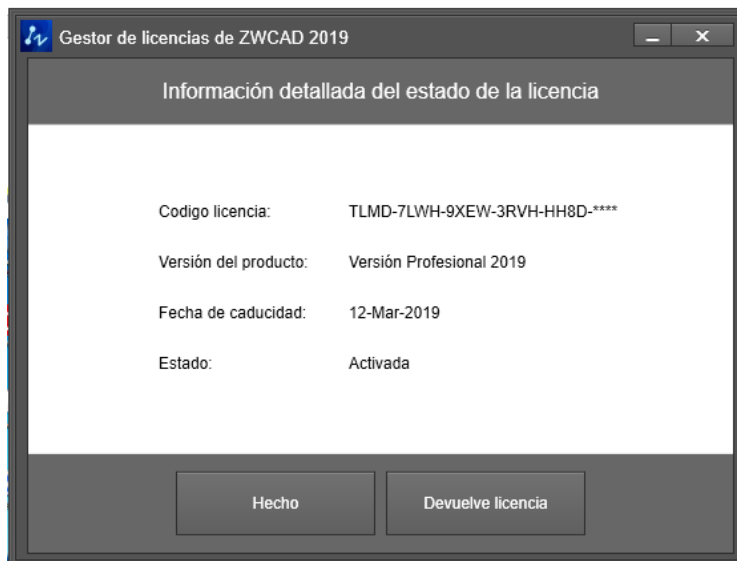 Gestor de licencias de ZWCAD 2019
Información detallada del estado de la licencia
Codigo licencia: TLMD-7LWH-9XEW-3RVH-HH8D-****
Versión del producto: Versión Profesional 2019
Fecha de caducidad: 12-Mar-2019
Estado: Activada
Hecho Devuelve licencia